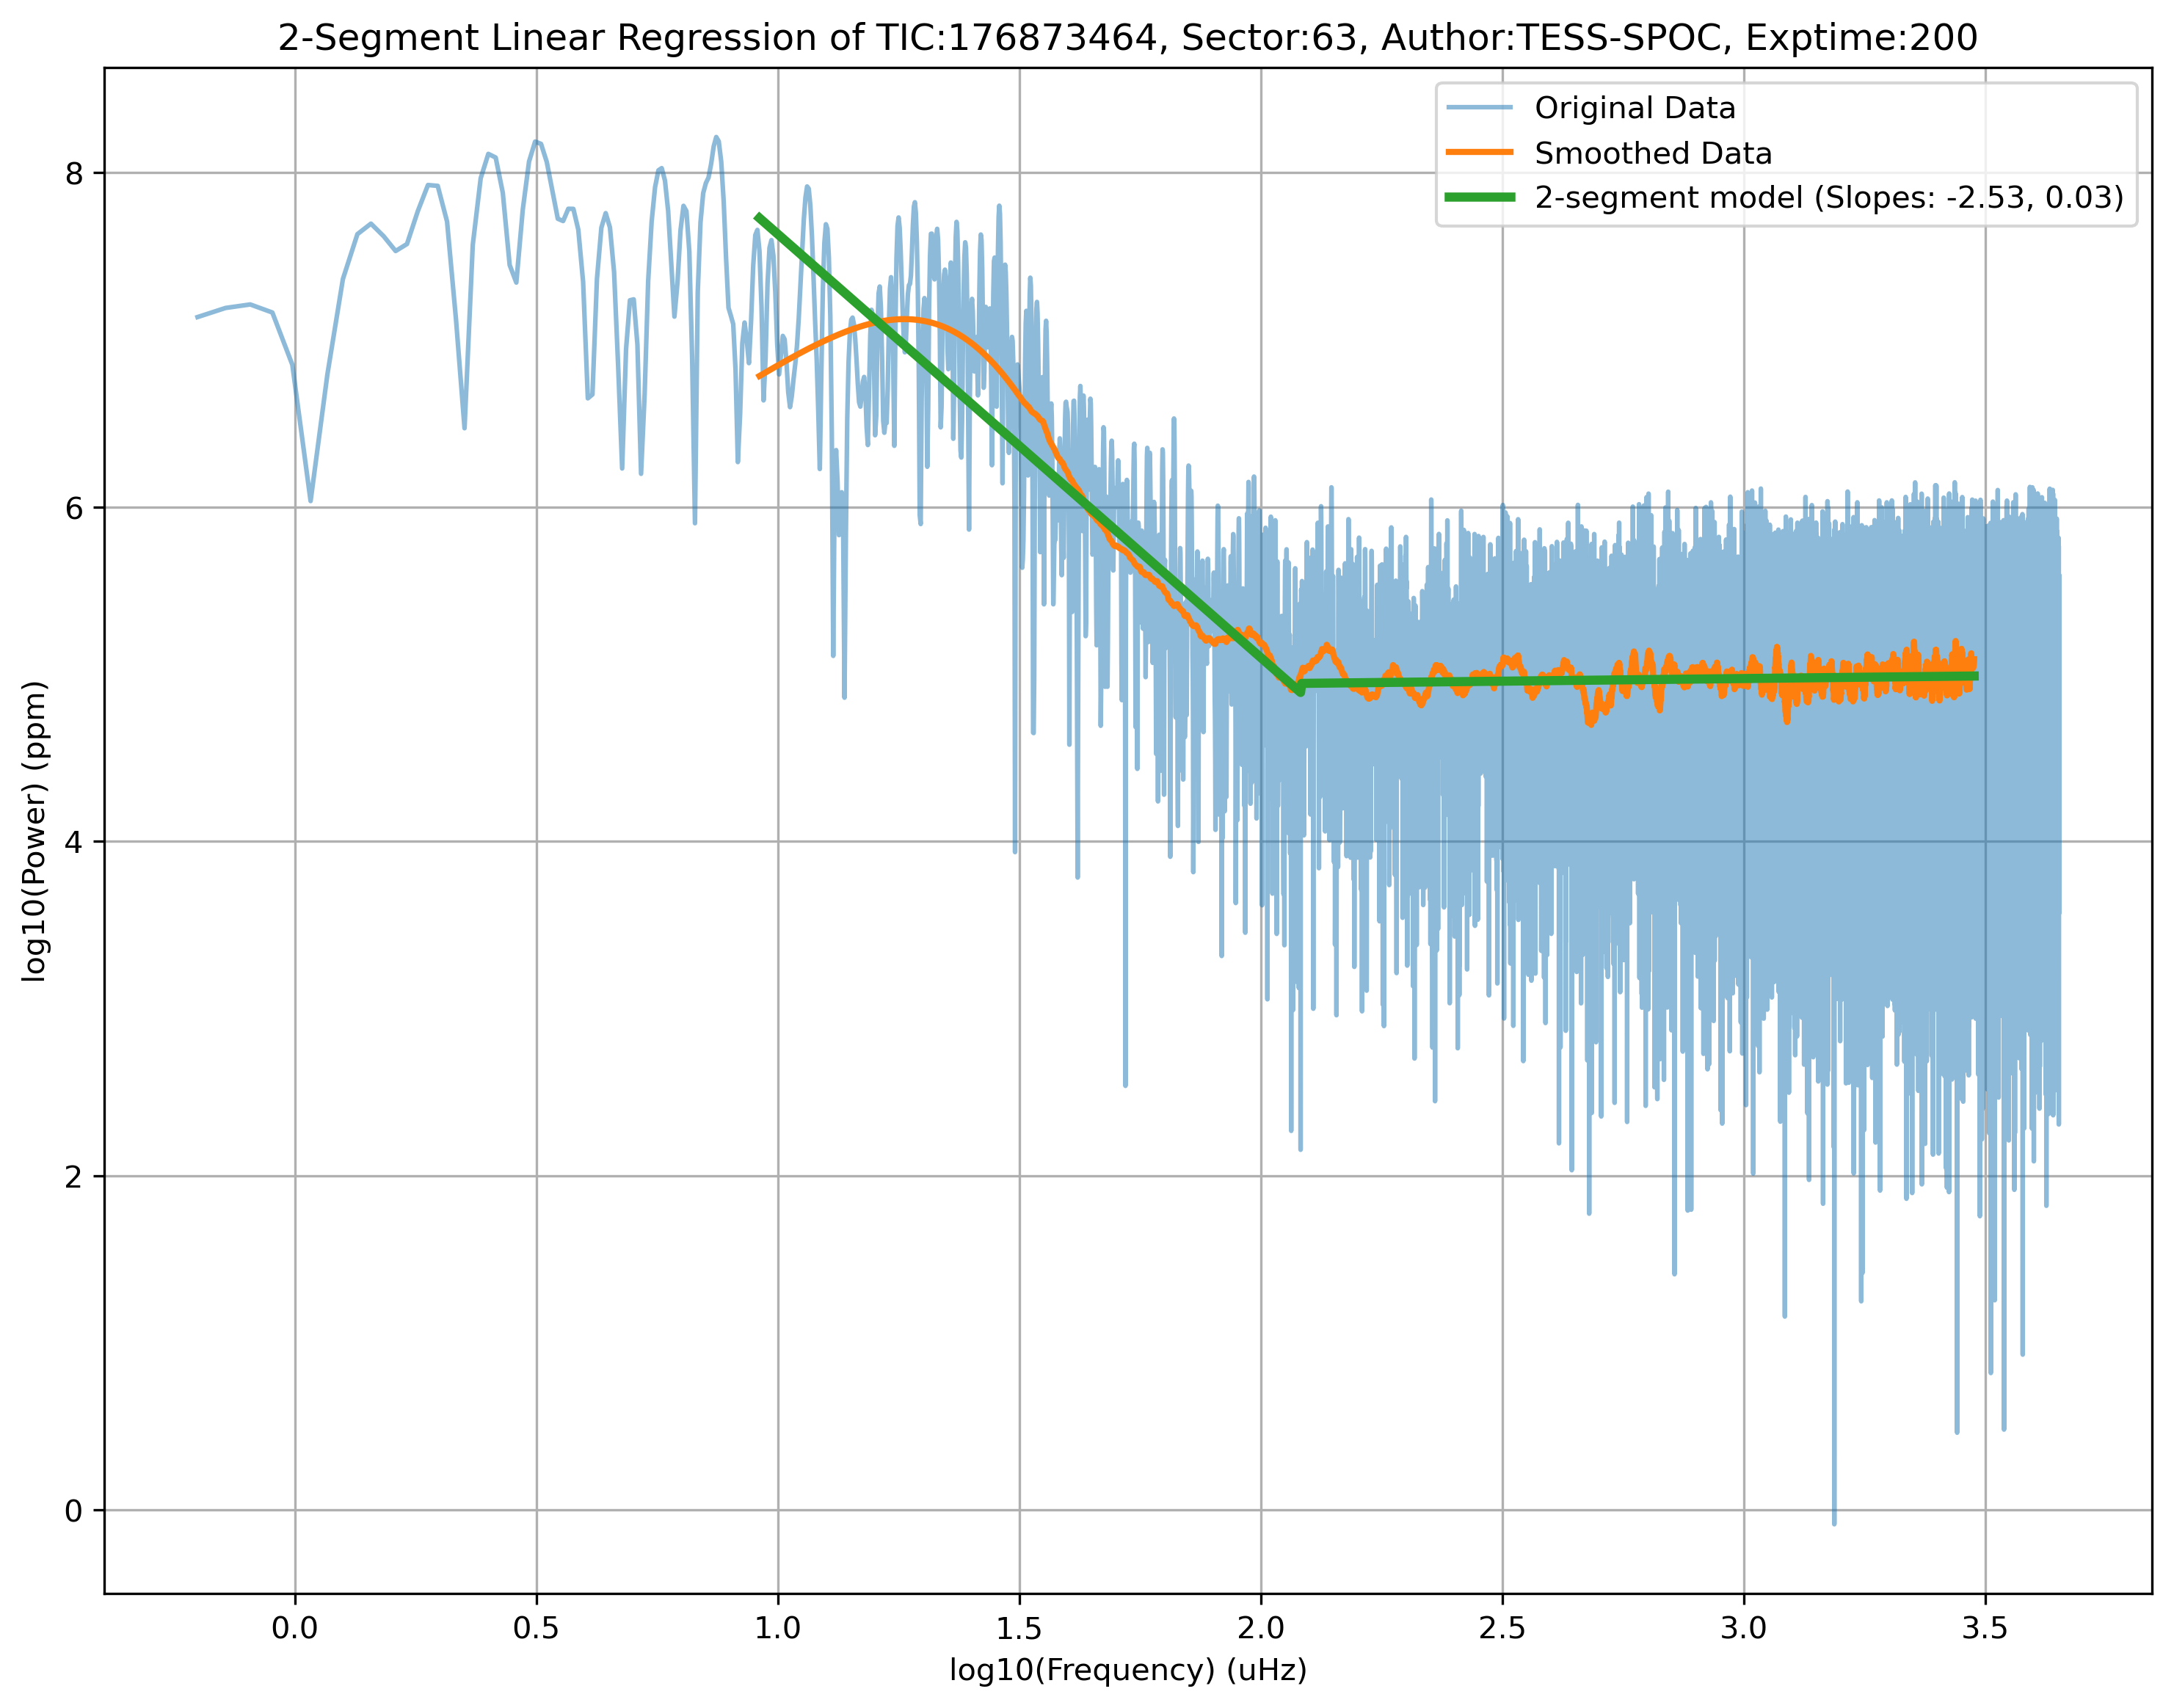 2-Segment Linear Regression of TIC:176873464, Sector:63, Author:TESS-SPOC, Exptime:200
Original Data
Smoothed Data
2-segment model (Slopes: -2.53, 0.03)
log10(Power) (ppm)
8
6
4
2
0
0.0 0.5 1.0 1.5 2.0 2.5 3.0 3.5
log10(Frequency) (uHz)